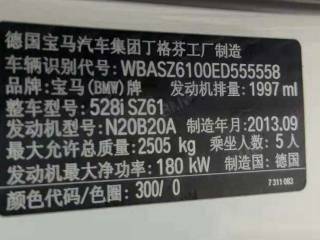 德国宝马汽车集团丁格芬工厂制造
车辆识别代号: WBASZ6100ED555558
品牌: 宝马(BMW)牌 发动机排量: 1997 ml
整车型号: 528i SZ61
发动机型号: N20B20A 制造年月: 2013.09
最大允许总质量: 2505 kg 乘坐人数: 5人
发动机最大净功率: 180 kW 制造国: 德国
颜色代码/色圈: 300/ 0
7 311 083